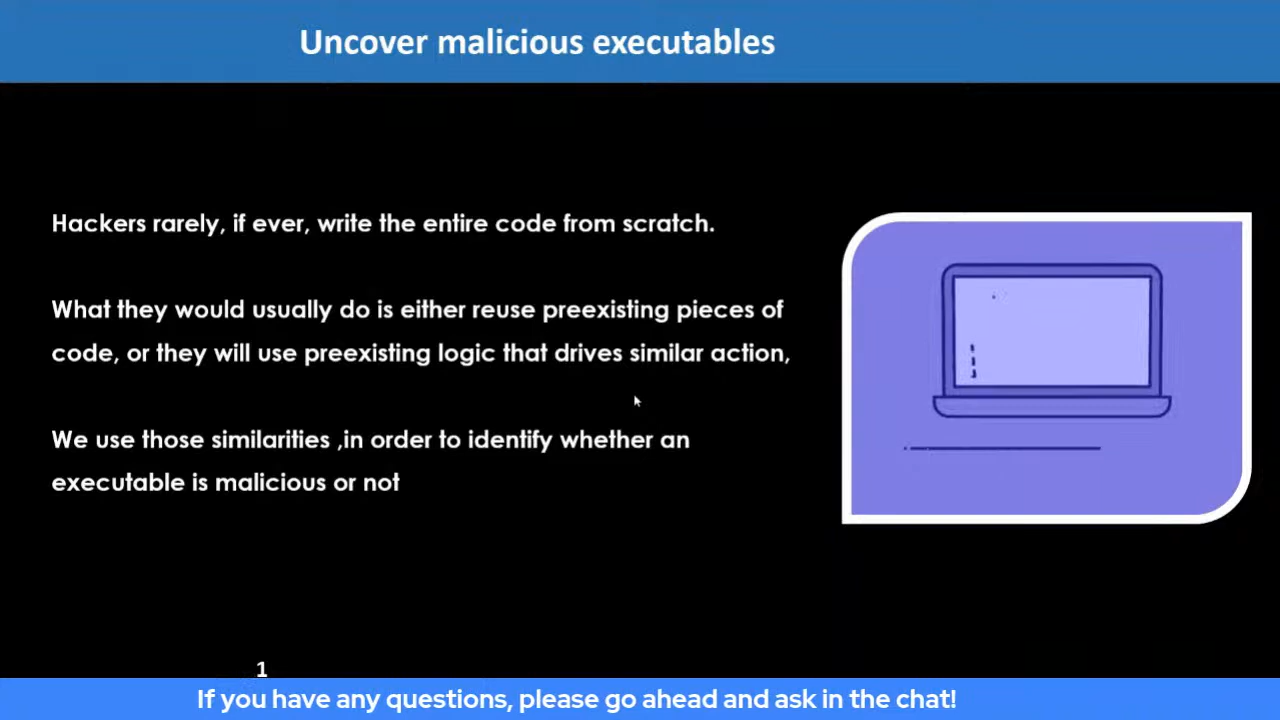 Uncover malicious executables
Hackers rarely, if ever, write the entire code from scratch.
What they would usually do is either reuse preexisting pieces of
code, or they will use preexisting logic that drives similar action,
We use those similarities ,in order to identify whether an
executable is malicious or not
1
If you have any questions, please go ahead and ask in the chat!